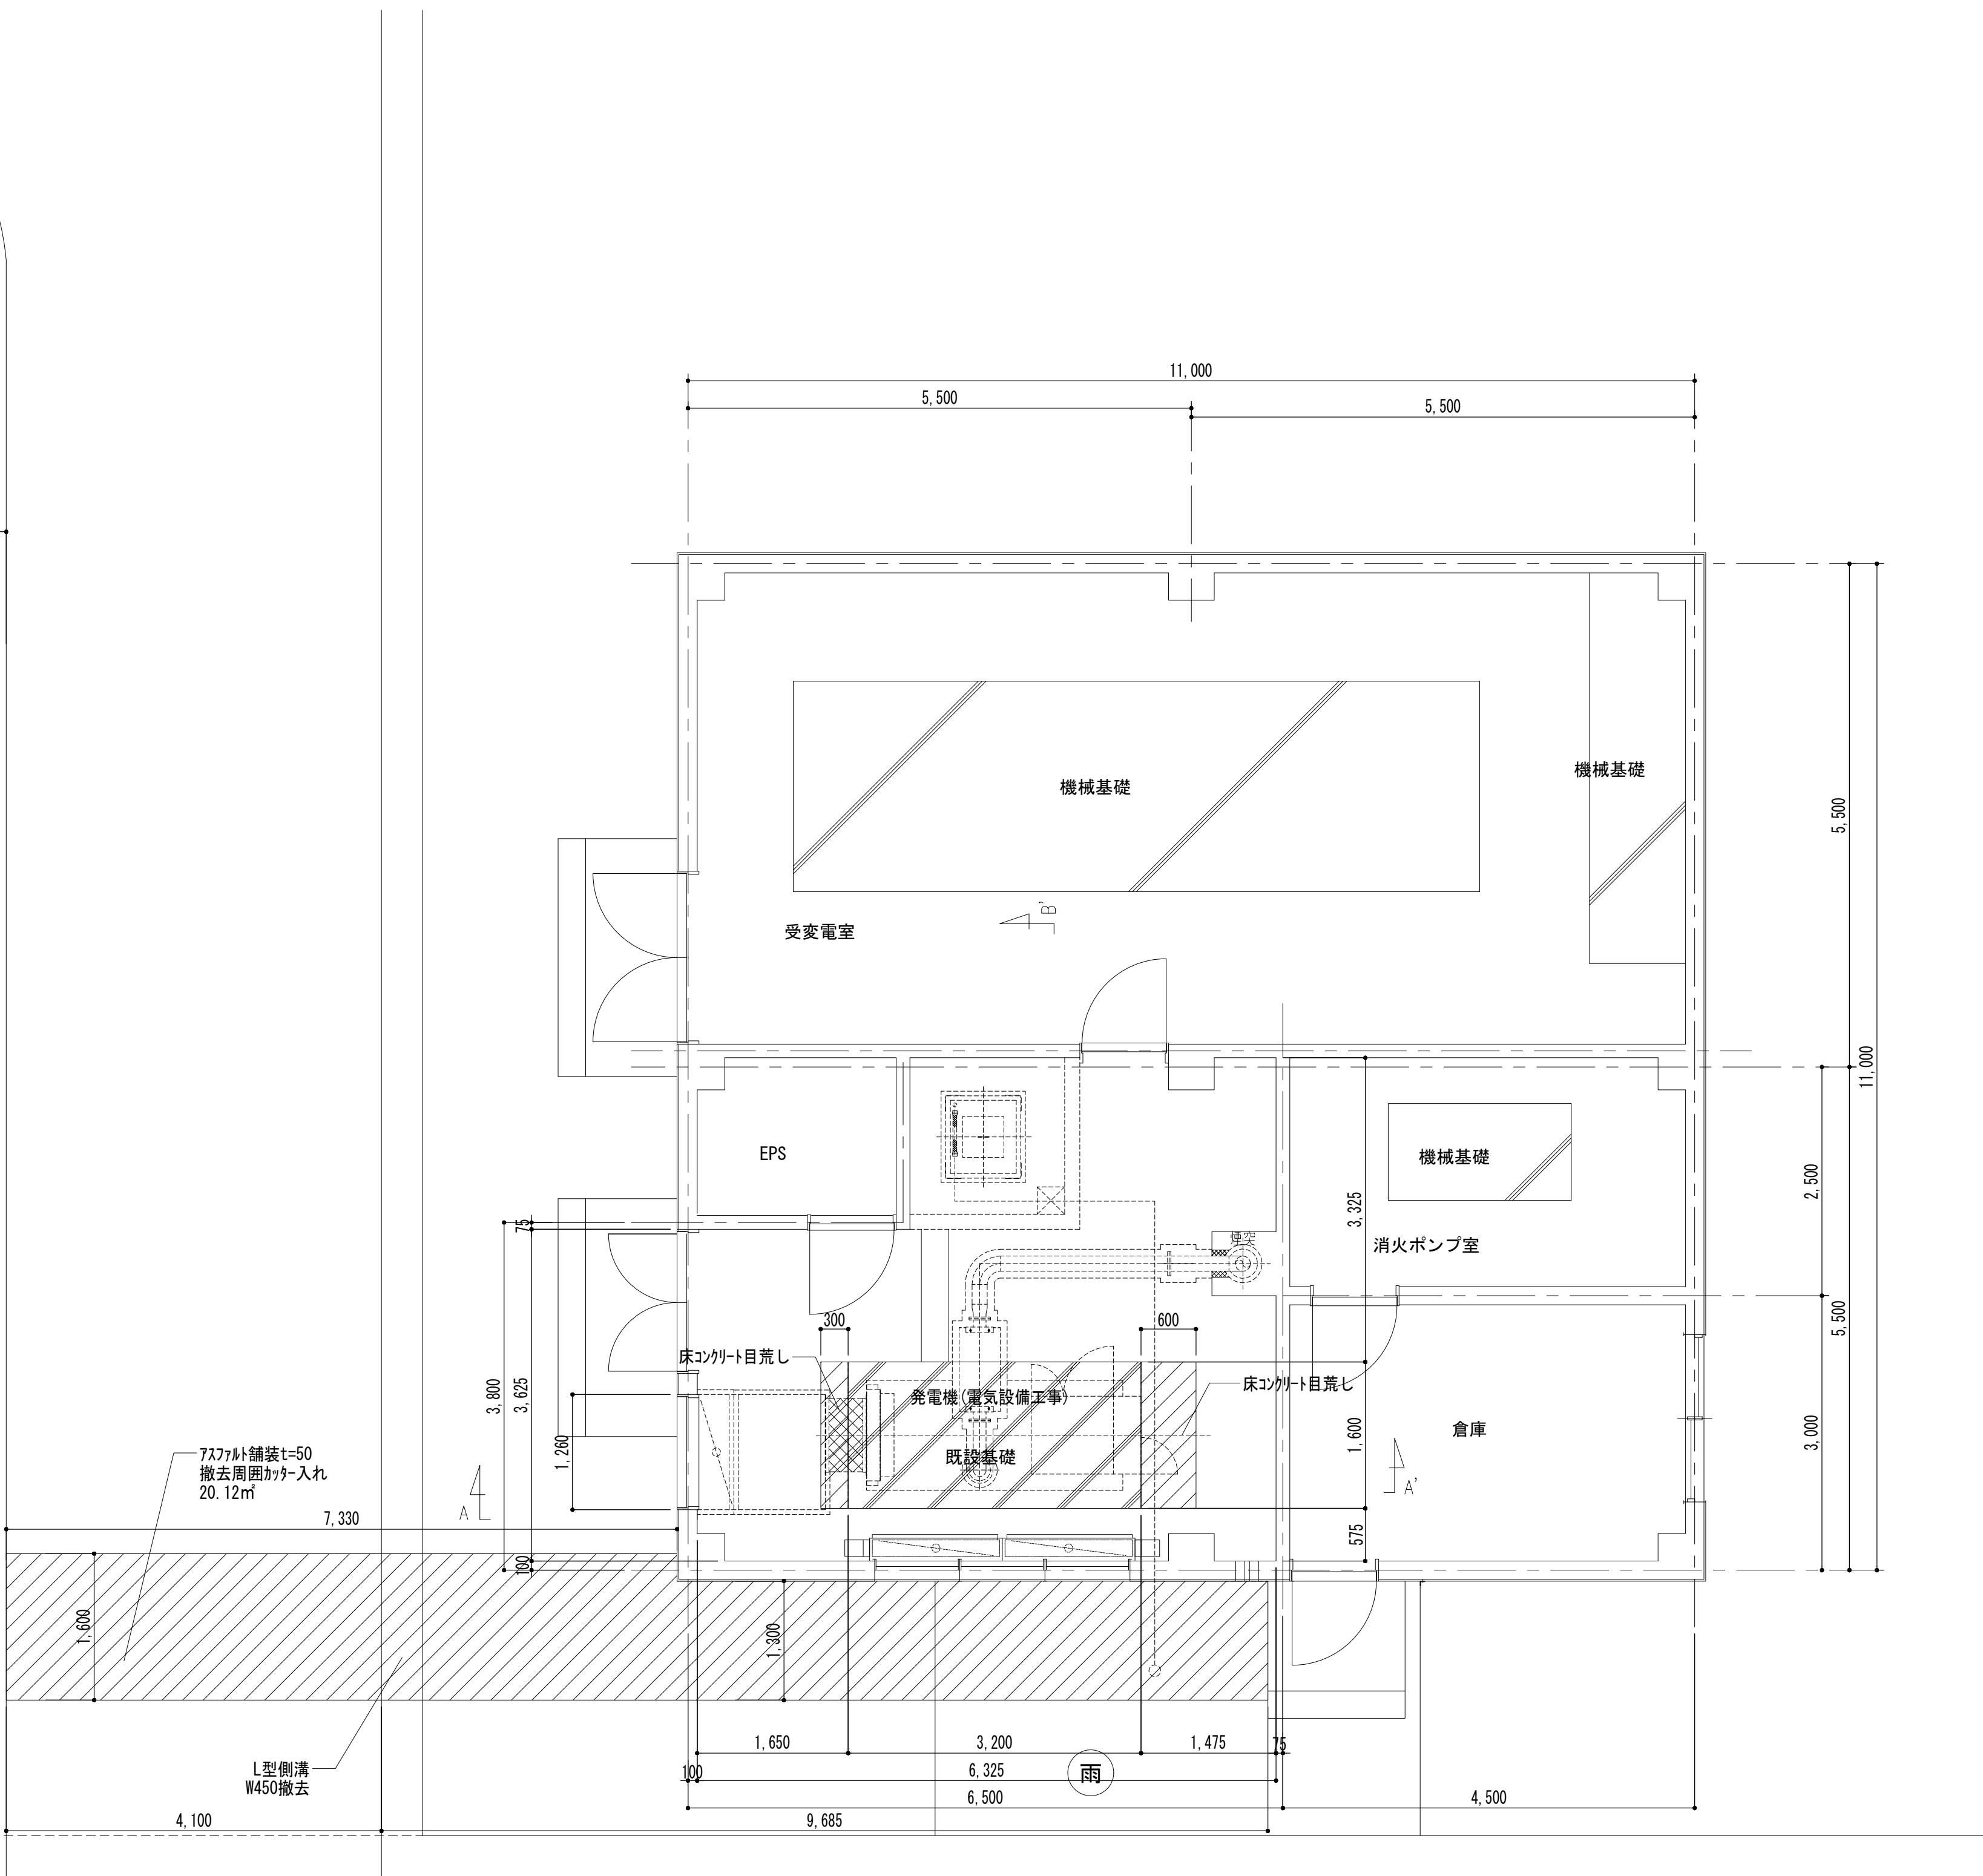 11,000
5,500
5,500
機械基礎
機械基礎
5,500
11,000
受変電室
B'
EPS
機械基礎
2,500
3,325
75
煙突
消火ポンプ室
300
600
5,500
床ｺﾝｸﾘｰﾄ目荒し
床ｺﾝｸﾘｰﾄ目荒し
3,800
3,625
発電機(電気設備工事)
1,600
倉庫
3,000
1,260
既設基礎
ｱｽﾌｧﾙﾄ舗装t=50
撤去周囲ｶｯﾀｰ入れ
20.12㎡
A
A'
7,330
575
100
1,600
1,300
1,650
3,200
1,475
75
L型側溝
W450撤去
100
6,325
雨
6,500
4,500
4,100
9,685